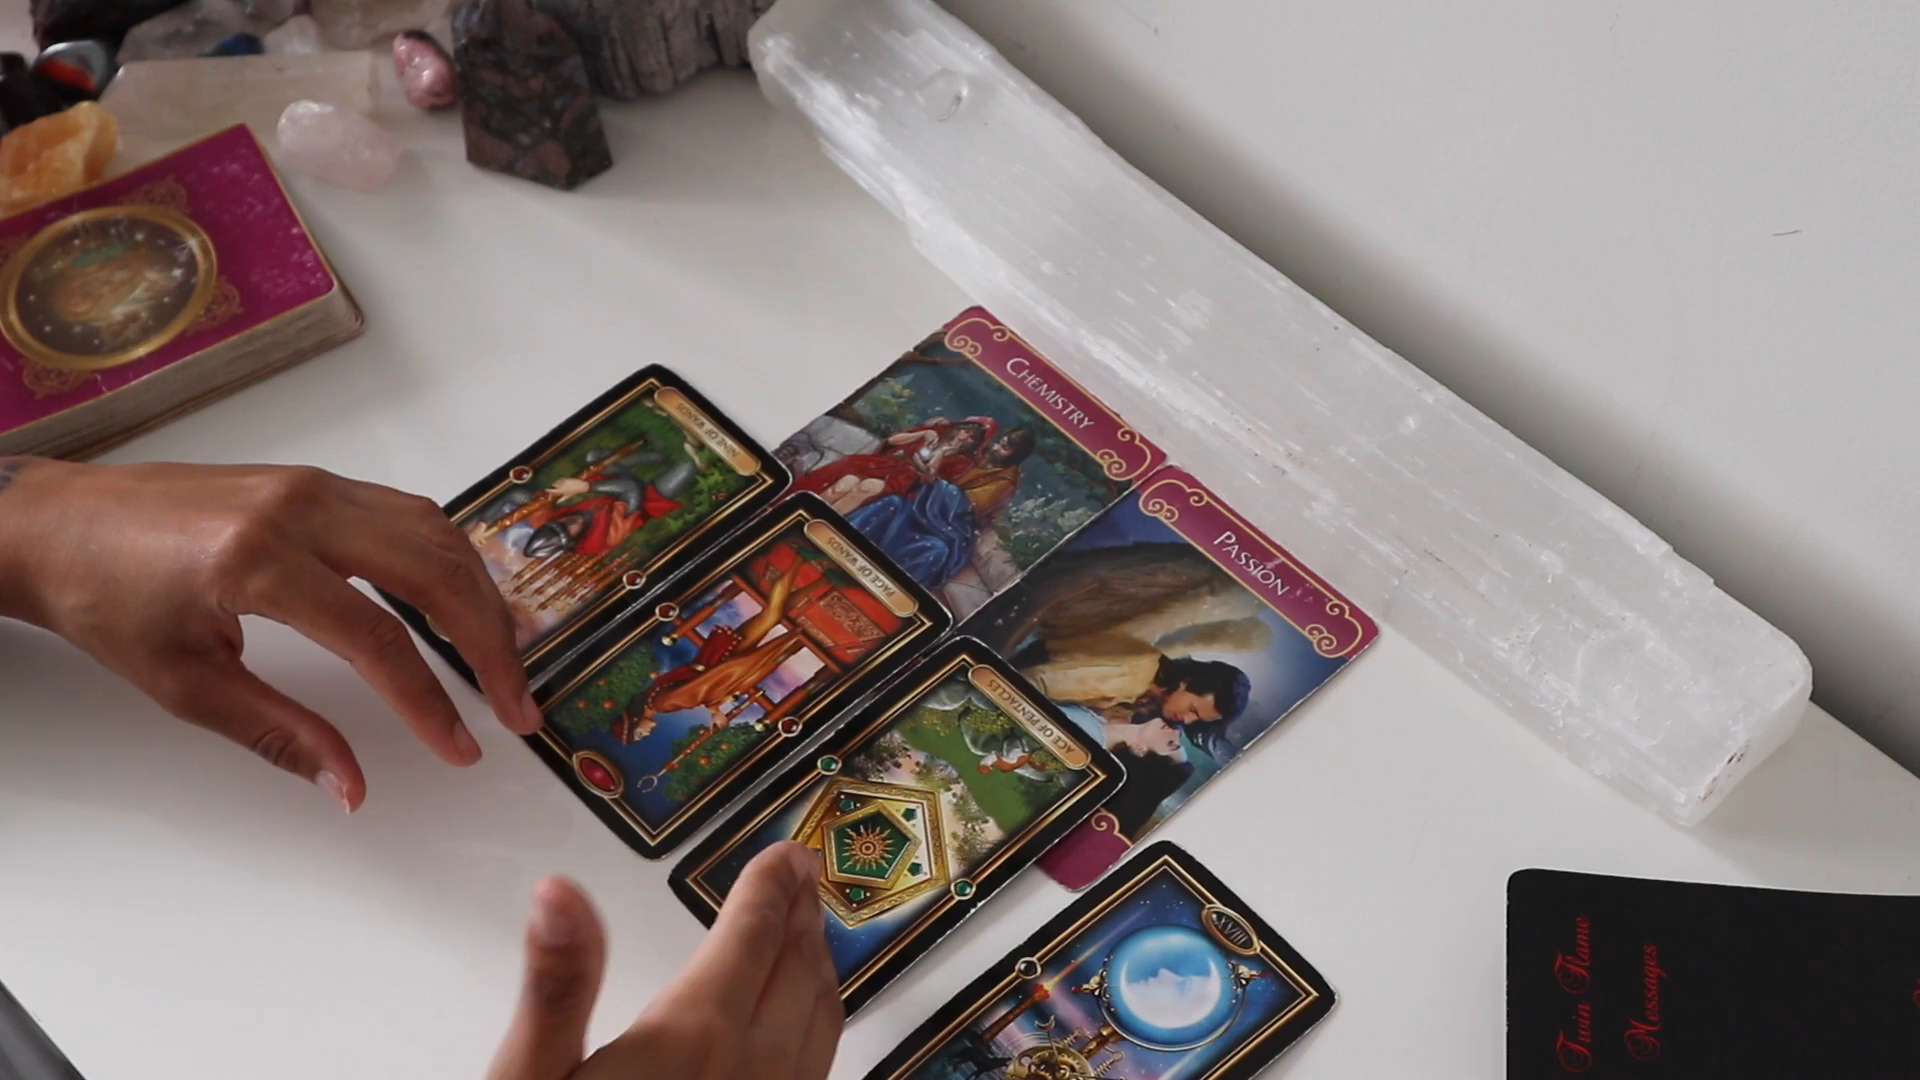 CHEMISTRY
PASSION
NINE OF WANDS
PAGE OF WANDS
ACE OF PENTACLES
XVIII
Twin Flame
Messages